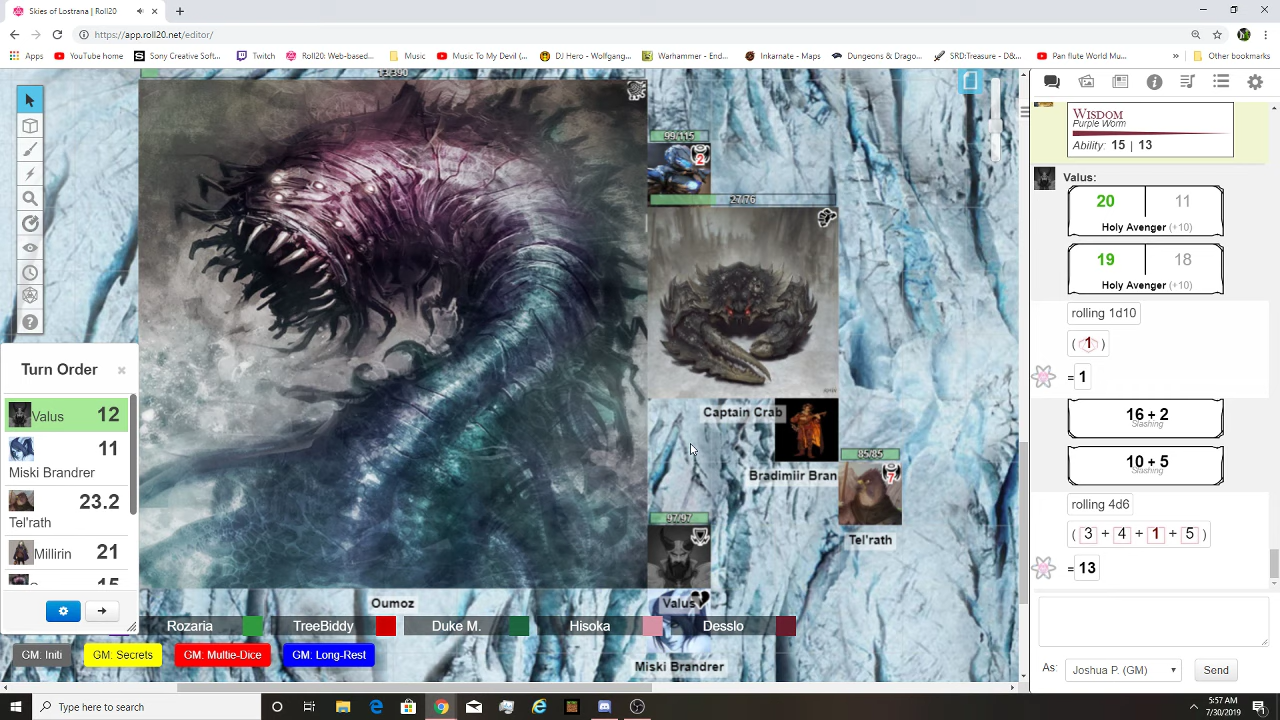 Skies of Loustia | Roll20
https://app.roll20.net/editor/
Apps
YouTube home
Sony Creative Soft...
Twitch
Roll20: Web-based...
Music
Music To My Devil (...
DJ Hero - Wolfgang...
Warhammer - End...
Inkarnate - Maps
Dungeons & Drago...
SRD:Treasure - D&...
Pan flute World Mu...
»
Other bookmarks
13/390
99/115
2
27/76
Captain Crab
Bradimiir Bran
85/85
7
Tel'rath
97/97
Oumoz
Valus
Miski Brandrer
Turn Order
Valus 12
11
Miski Brandrer
23.2
Tel'rath
Millirin 21
15
Rozaria
TreeBiddy
Duke M.
Hisoka
Desslo
GM: Initi
GM: Secrets
GM: Multie-Dice
GM: Long-Rest
WISDOM
Purple Worm
Ability: 15 | 13
Valus:
20 11
Holy Avenger (+10)
19 18
Holy Avenger (+10)
rolling 1d10
( 1 )
= 1
16 + 2
Slashing
10 + 5
Slashing
rolling 4d6
( 3 + 4 + 1 + 5 )
= 13
As: Joshua P. (GM)
Send
Type here to search
5:57 AM
7/30/2019